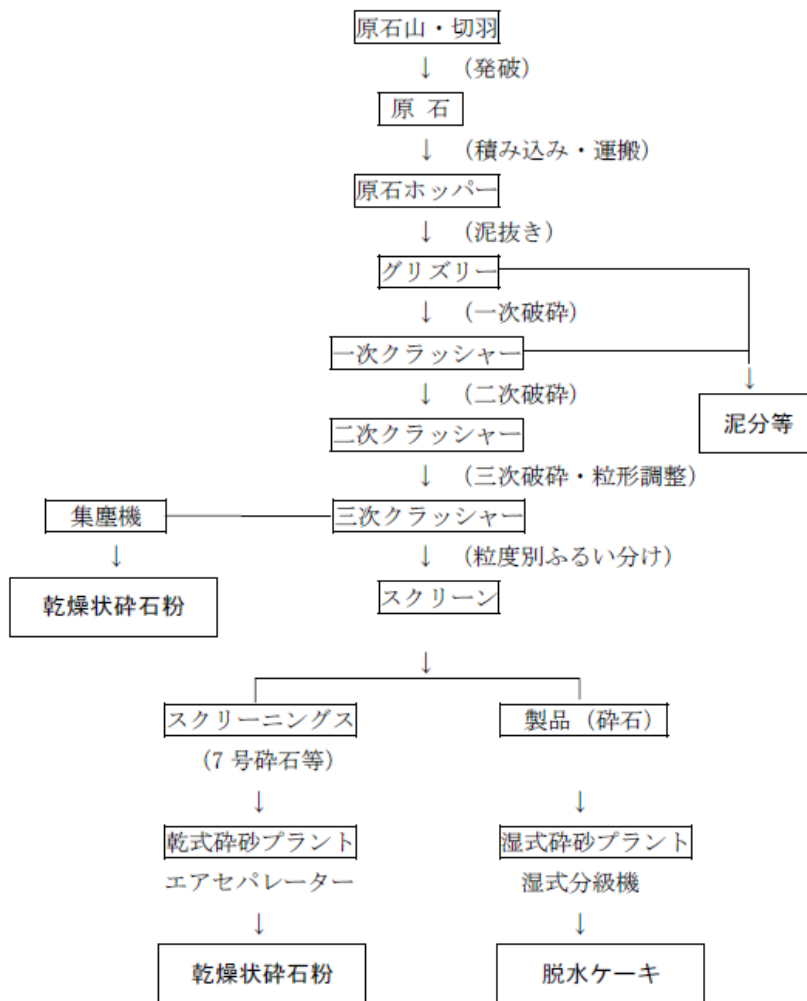 原石山・切羽
↓ (発破)
原 石
↓ (積み込み・運搬)
原石ホッパー
↓ (泥抜き)
グリズリー
↓ (一次破砕)
一次クラッシャー
↓
↓ (二次破砕)
泥分等
二次クラッシャー
↓ (三次破砕・粒形調整)
集塵機
三次クラッシャー
↓
↓ (粒度別ふるい分け)
乾燥状砕石粉
スクリーン
↓
スクリーニングス
製品（砕石）
(7 号砕石等)
↓ ↓
乾式砕砂プラント
湿式砕砂プラント
エアセパレーター
湿式分級機
↓ ↓
乾燥状砕石粉
脱水ケーキ